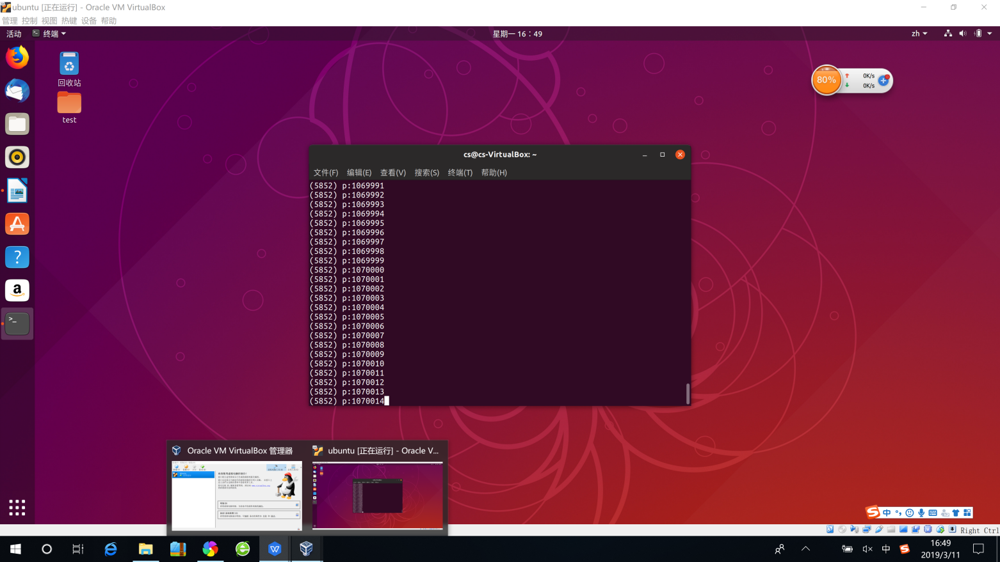 ubuntu [正在运行] - Oracle VM VirtualBox
管理 控制 视图 热键 设备 帮助
活动 终端 星期一 16：49 zh
回收站
test
80% 0K/s
0K/s
cs@cs-VirtualBox: ~
文件(F) 编辑(E) 查看(V) 搜索(S) 终端(T) 帮助(H)
(5852) p:1069991
(5852) p:1069992
(5852) p:1069993
(5852) p:1069994
(5852) p:1069995
(5852) p:1069996
(5852) p:1069997
(5852) p:1069998
(5852) p:1069999
(5852) p:1070000
(5852) p:1070001
(5852) p:1070002
(5852) p:1070003
(5852) p:1070004
(5852) p:1070005
(5852) p:1070006
(5852) p:1070007
(5852) p:1070008
(5852) p:1070009
(5852) p:1070010
(5852) p:1070011
(5852) p:1070012
(5852) p:1070013
(5852) p:1070014
Oracle VM VirtualBox 管理器 ubuntu [正在运行] - Oracle V...
中
Right Ctrl
中 16:49
2019/3/11